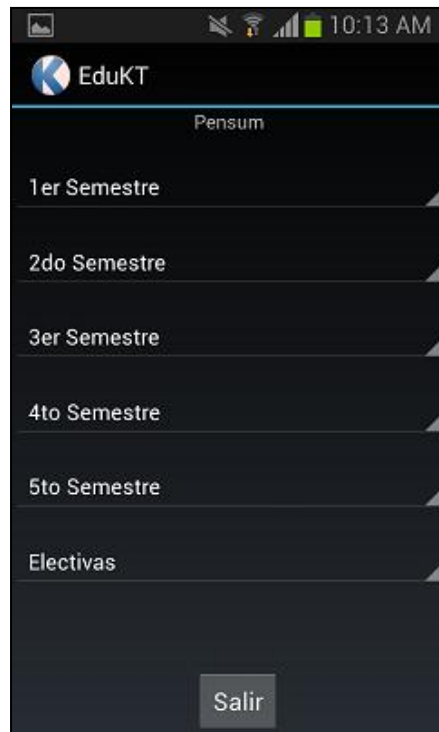 10:13 AM
EduKT
Pensum
1er Semestre
2do Semestre
3er Semestre
4to Semestre
5to Semestre
Electivas
Salir